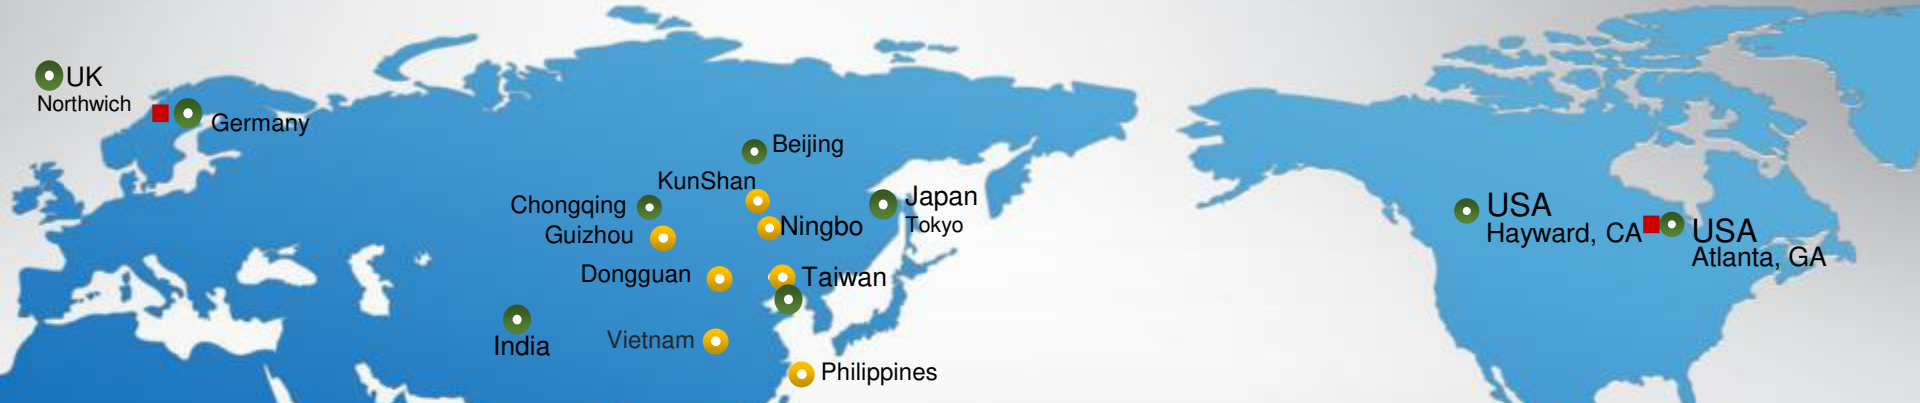 UK
Northwich
Germany
Beijing
KunShan
Chongqing
Guizhou
Ningbo
Japan
Tokyo
Dongguan
Taiwan
India
Vietnam
Philippines
USA
Hayward, CA
USA
Atlanta, GA